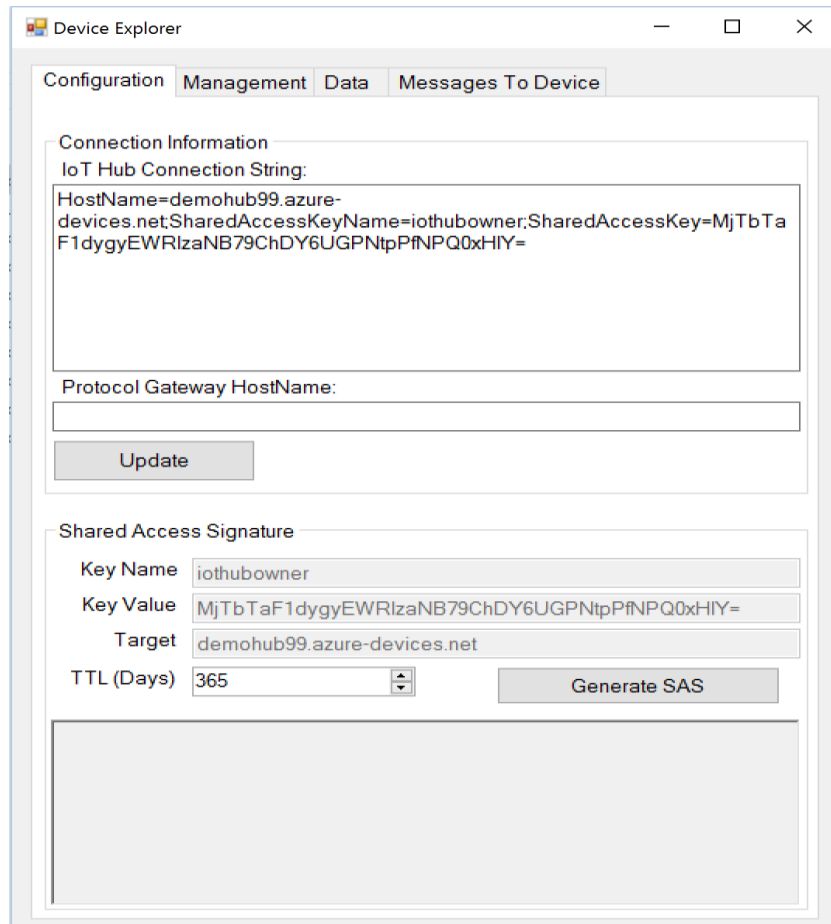 Device Explorer
Configuration Management Data Messages To Device
Connection Information
IoT Hub Connection String:
HostName=demohub99.azure-
devices.net;SharedAccessKeyName=iothubowner;SharedAccessKey=MjTbTa
F1dygyEWRIzaNB79ChDY6UGPNtpPfNPQ0xHIY=
Protocol Gateway HostName:
Update
Shared Access Signature
Key Name iothubowner
Key Value MjTbTaF1dygyEWRIzaNB79ChDY6UGPNtpPfNPQ0xHIY=
Target demohub99.azure-devices.net
TTL (Days) 365 Generate SAS